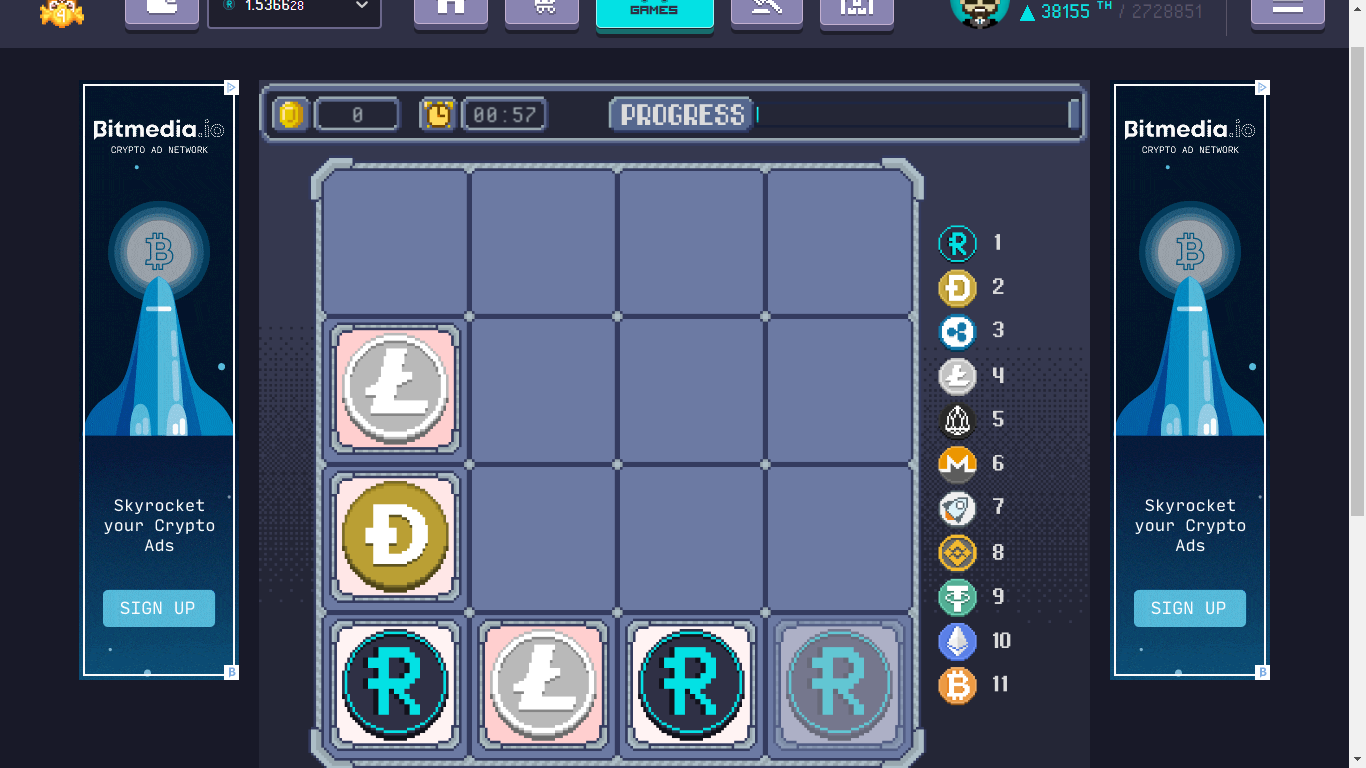 1.536628
GAMES
38155 TH / 2728851
Bitmedia.io
CRYPTO AD NETWORK
Skyrocket
your Crypto
Ads
SIGN UP
B
0
00:57
PROGRESS
1
2
3
4
5
6
7
8
9
10
11
Bitmedia.io
CRYPTO AD NETWORK
Skyrocket
your Crypto
Ads
SIGN UP
B